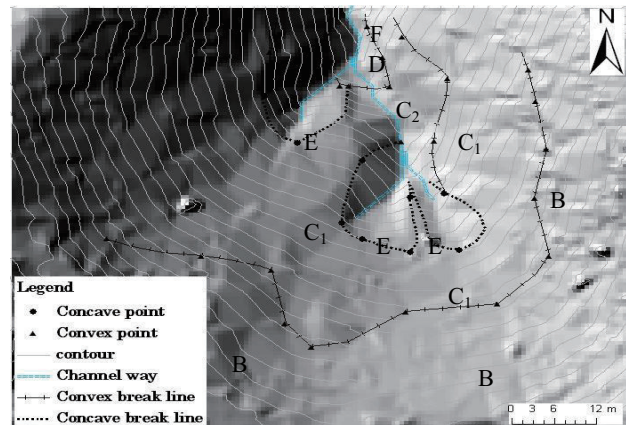 N
F
D
C2
C1
E
B
C1
E
E
C1
B
B
Legend
Concave point
Convex point
contour
Channel way
Convex break line
Concave break line
0 3 6 12 m